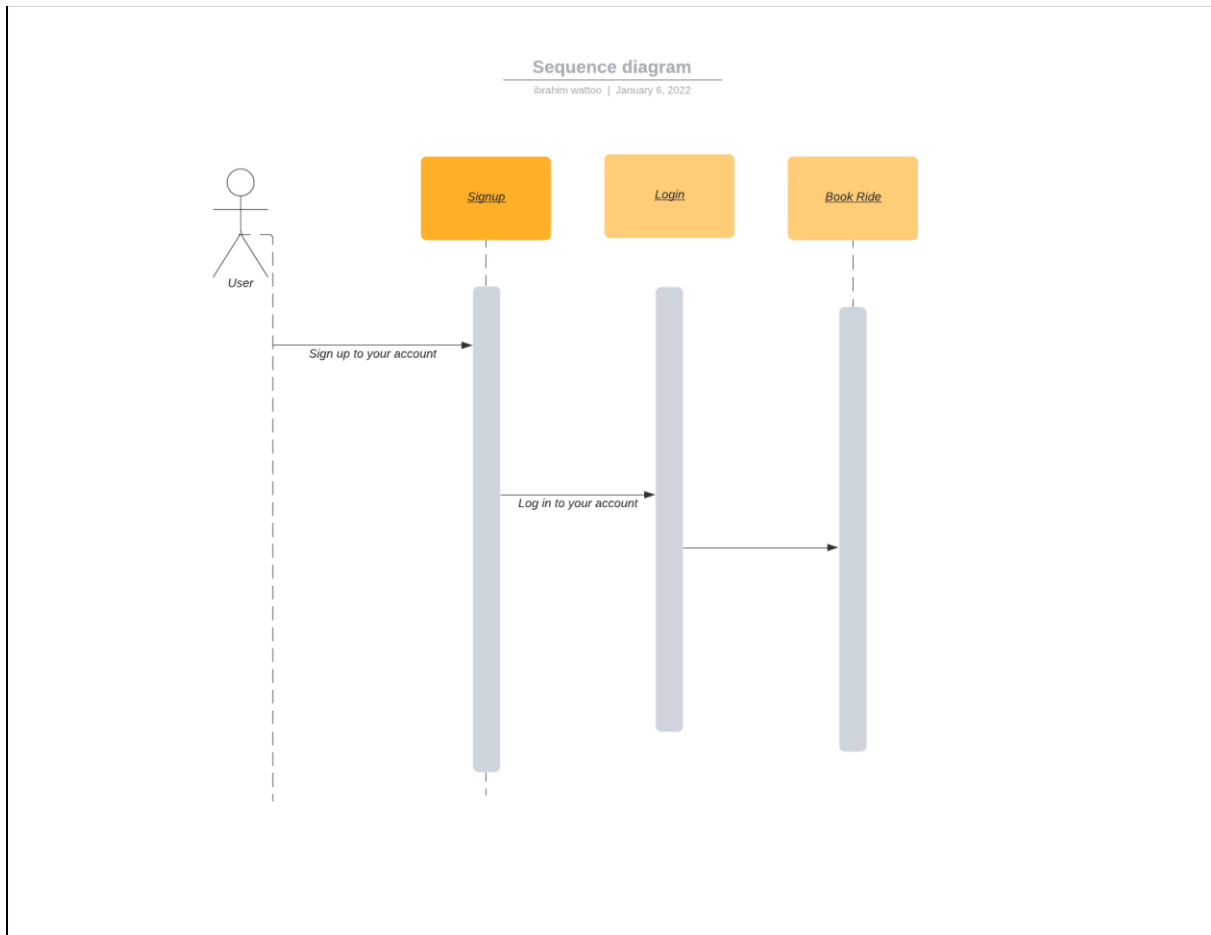 Sequence diagram
ibrahim wattoo | January 6, 2022
Signup
Login
Book Ride
User
Sign up to your account
Log in to your account